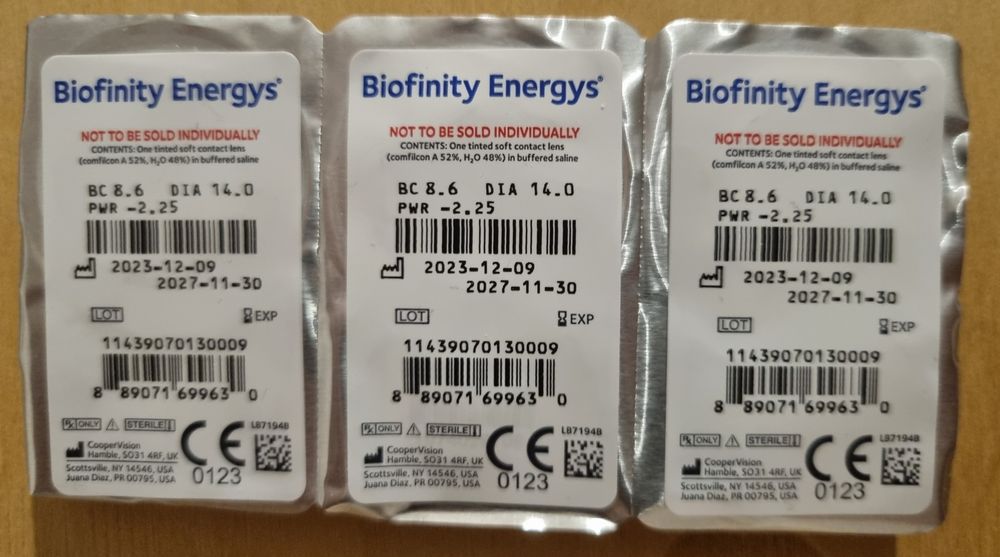 Biofinity Energys®
NOT TO BE SOLD INDIVIDUALLY
CONTENTS: One tinted soft contact lens
(comfilcon A 52%, H₂O 48%) in buffered saline
BC 8.6 DIA 14.0
PWR -2.25
2023-12-09
2027-11-30
LOT EXP
11439070130009
8 89071 69963 0
Rx ONLY STERILE LB7194B
CooperVision
Hamble, SO31 4RF, UK
Scottsville, NY 14546, USA
Juana Diaz, PR 00795, USA
CE 0123
Biofinity Energys®
NOT TO BE SOLD INDIVIDUALLY
CONTENTS: One tinted soft contact lens
(comfilcon A 52%, H₂O 48%) in buffered saline
BC 8.6 DIA 14.0
PWR -2.25
2023-12-09
2027-11-30
LOT EXP
11439070130009
8 89071 69963 0
Rx ONLY STERILE LB7194B
CooperVision
Hamble, SO31 4RF, UK
Scottsville, NY 14546, USA
Juana Diaz, PR 00795, USA
CE 0123
Biofinity Energys®
NOT TO BE SOLD INDIVIDUALLY
CONTENTS: One tinted soft contact lens
(comfilcon A 52%, H₂O 48%) in buffered saline
BC 8.6 DIA 14.0
PWR -2.25
2023-12-09
2027-11-30
LOT EXP
11439070130009
8 89071 69963 0
Rx ONLY STERILE LB7194B
CooperVision
Hamble, SO31 4RF, UK
Scottsville, NY 14546, USA
Juana Diaz, PR 00795, USA
CE 0123